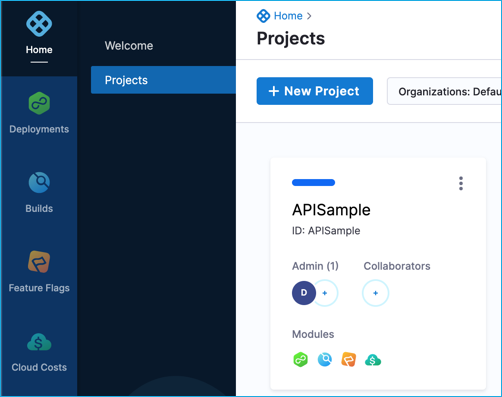 Home
Deployments
Builds
Feature Flags
Cloud Costs
Welcome
Projects
Home >
Projects
+ New Project
Organizations: Defau
APISample
ID: APISample
Admin (1)
Collaborators
D
+
+
Modules